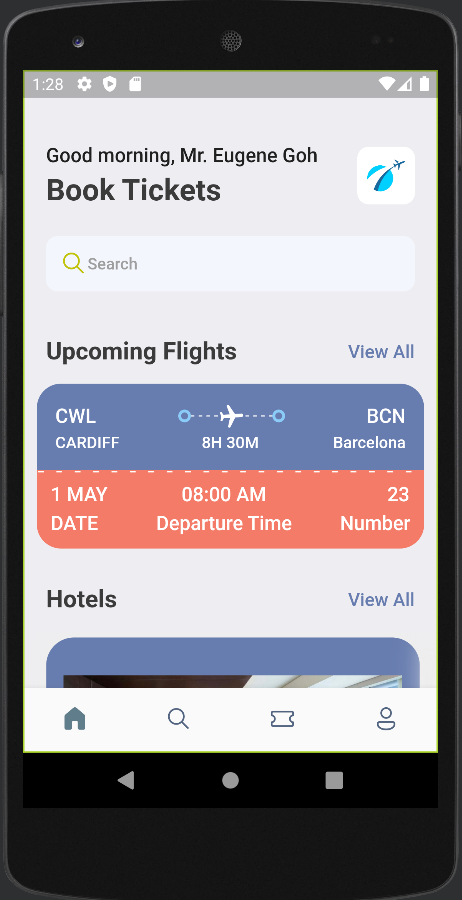 1:28
Good morning, Mr. Eugene Goh
Book Tickets
Search
Upcoming Flights View All
CWL BCN
CARDIFF 8H 30M Barcelona
1 MAY 08:00 AM 23
DATE Departure Time Number
Hotels View All